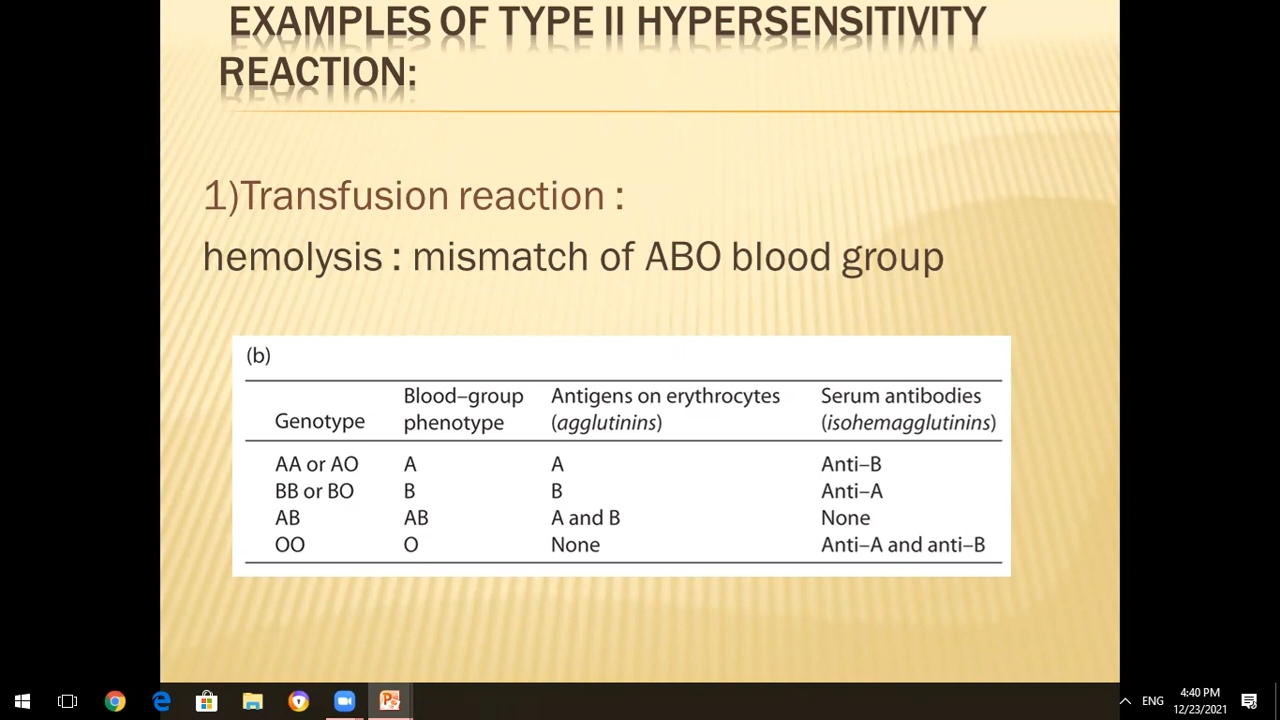 EXAMPLES OF TYPE II HYPERSENSITIVITY
REACTION:
1)Transfusion reaction :
hemolysis : mismatch of ABO blood group
(b)
Genotype Blood–group phenotype Antigens on erythrocytes (agglutinins) Serum antibodies (isohemagglutinins)
AA or AO A A Anti–B
BB or BO B B Anti–A
AB AB A and B None
OO O None Anti–A and anti–B
ENG
4:40 PM
12/23/2021